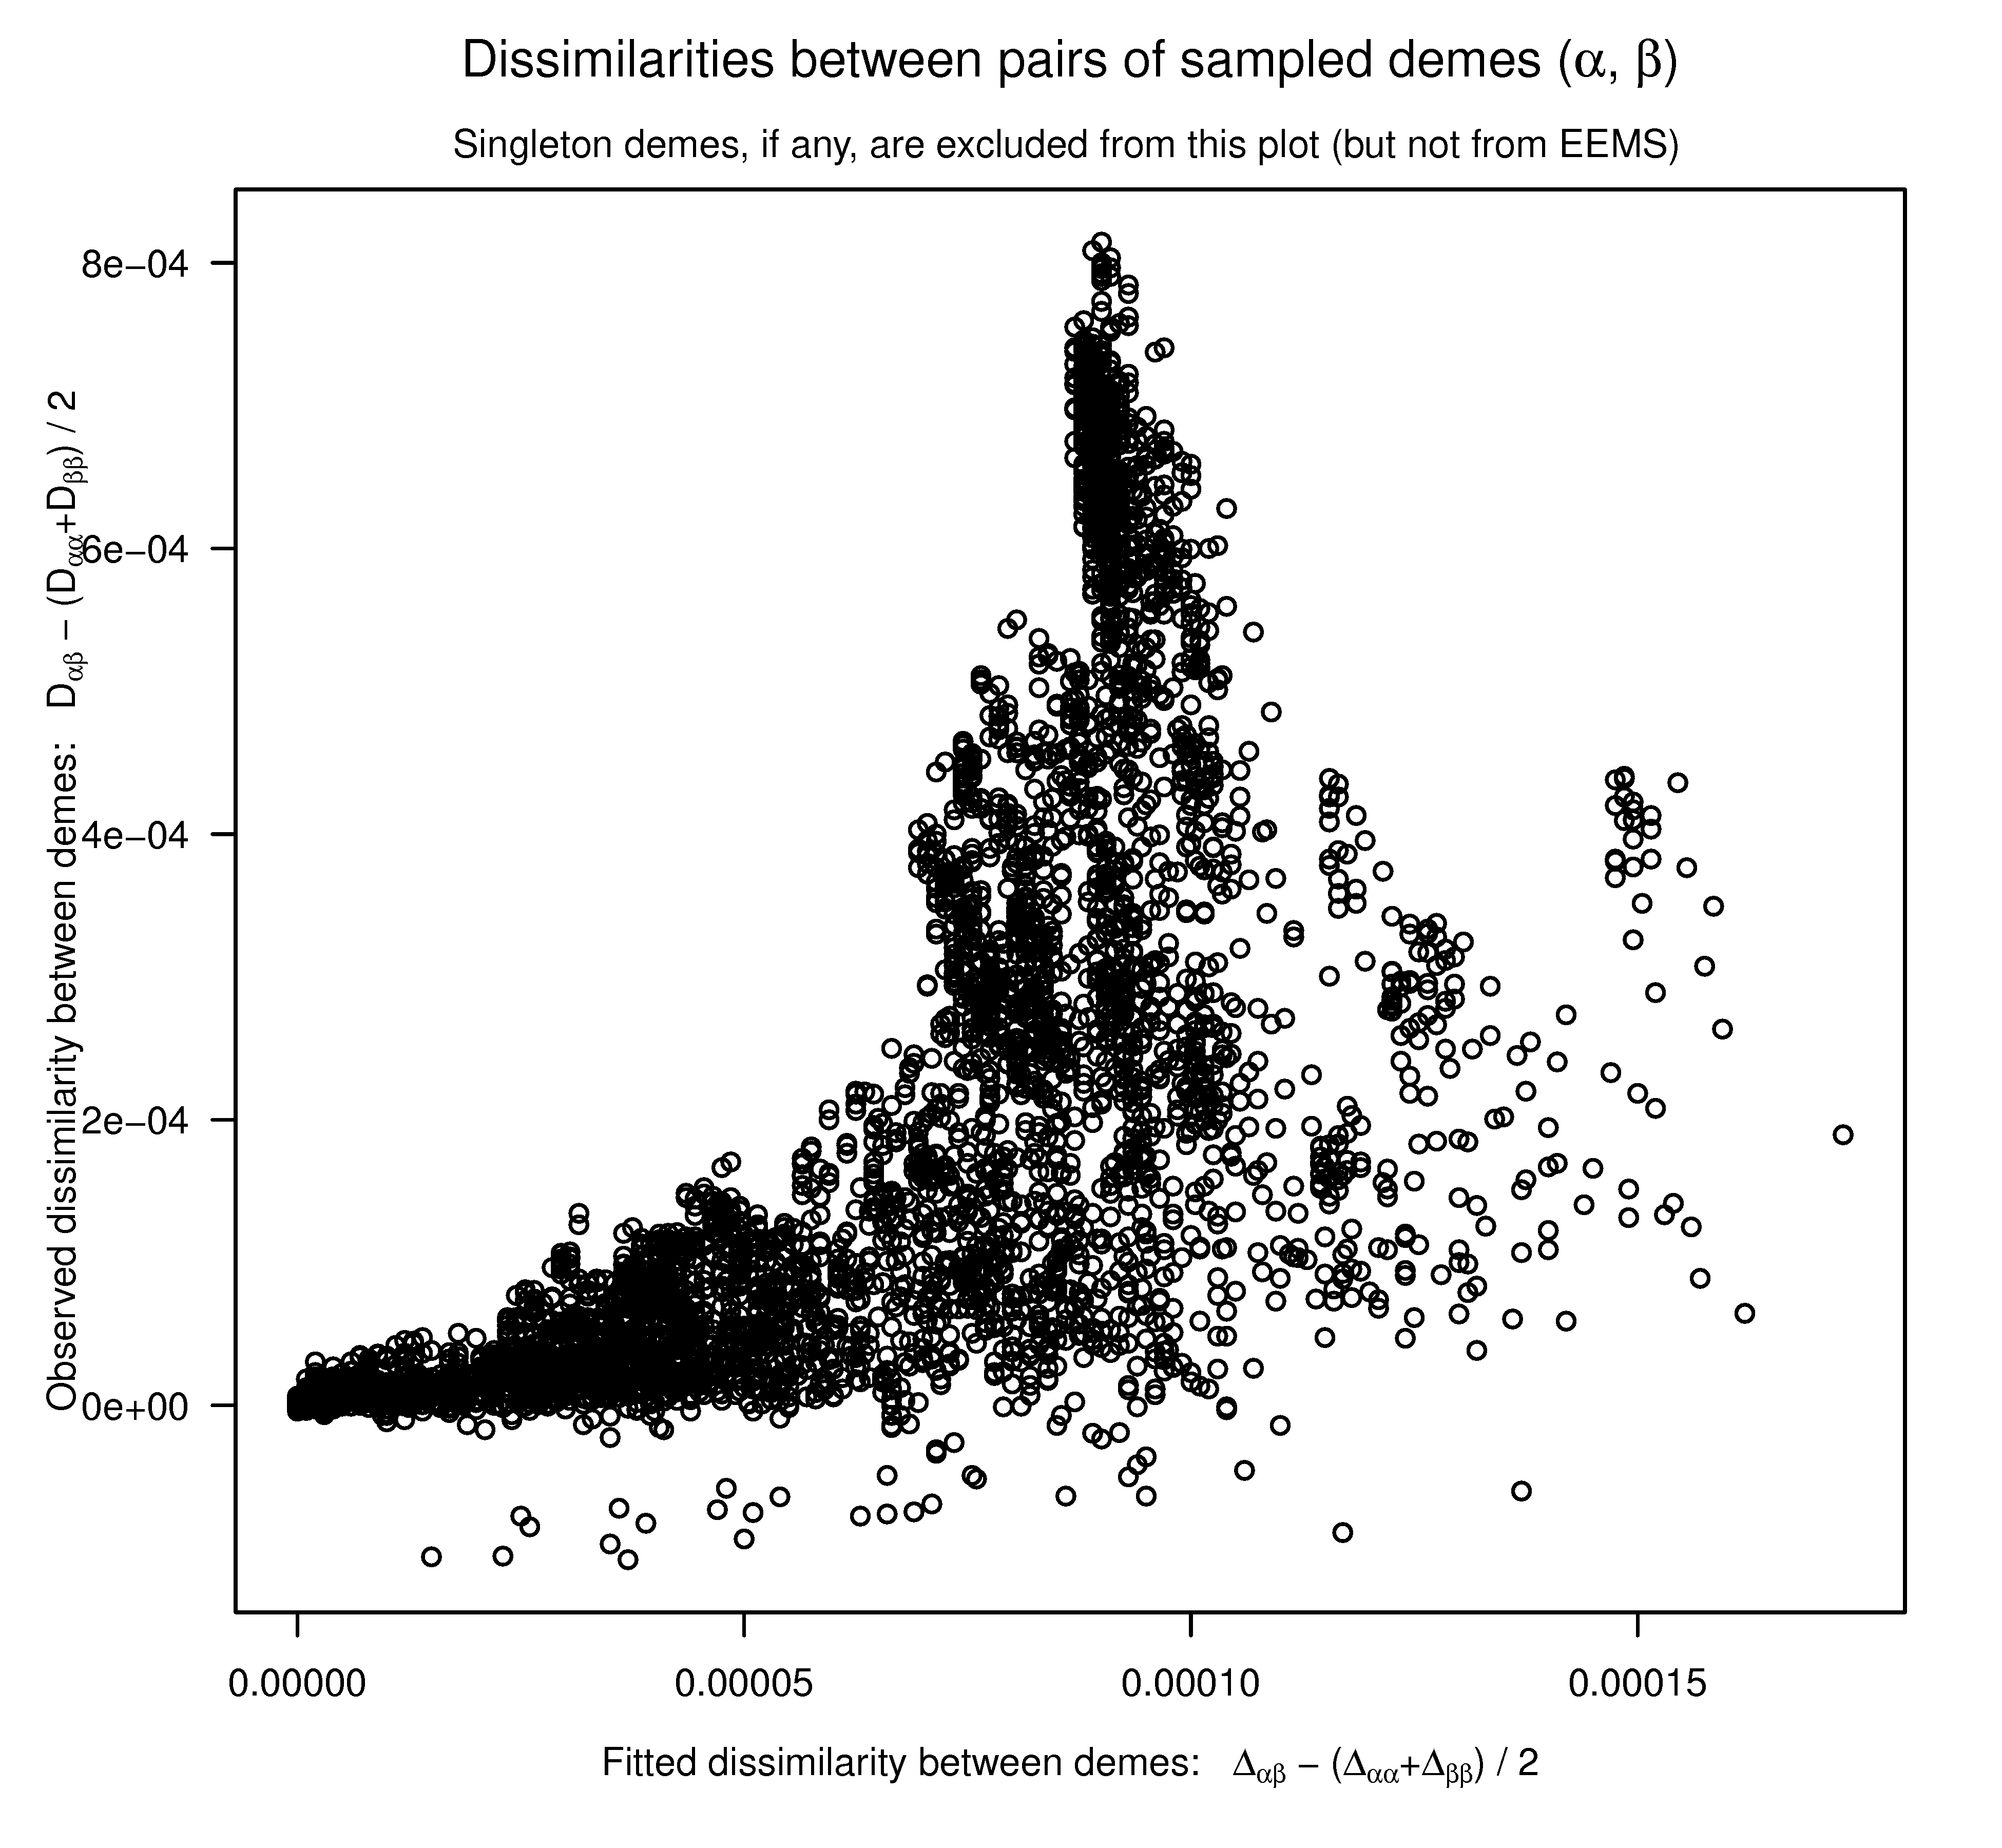 Dissimilarities between pairs of sampled demes (α, β)
Singleton demes, if any, are excluded from this plot (but not from EEMS)
Observed dissimilarity between demes: Dαβ − (Dαα+Dββ) / 2
8e−04
6e−04
4e−04
2e−04
0e+00
0.00000 0.00005 0.00010 0.00015
Fitted dissimilarity between demes: Δαβ − (Δαα+Δββ) / 2